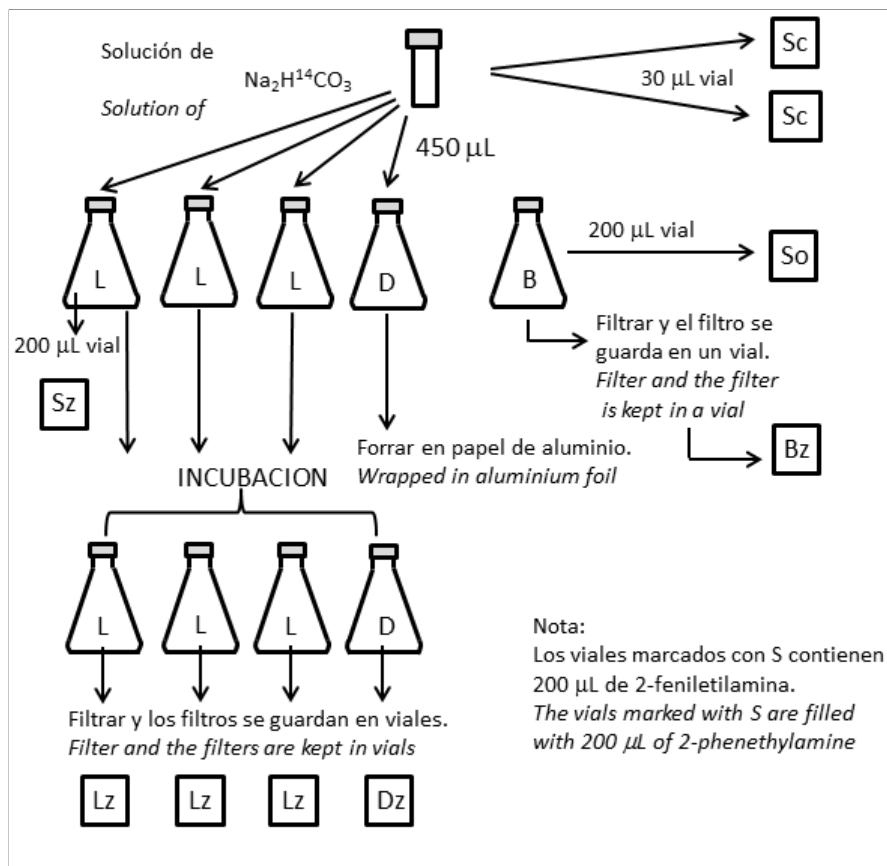 Solución de
Na₂H¹⁴CO₃
Solution of
Sc
30 µL vial
Sc
450 µL
L
L
L
D
B
200 µL vial
So
200 µL vial
Sz
Filtrar y el filtro se
guarda en un vial.
Filter and the filter
is kept in a vial
Bz
Forrar en papel de aluminio.
Wrapped in aluminium foil
INCUBACION
L
L
L
D
Filtrar y los filtros se guardan en viales.
Filter and the filters are kept in vials
Lz
Lz
Lz
Dz
Nota:
Los viales marcados con S contienen
200 µL de 2-feniletilamina.
The vials marked with S are filled
with 200 µL of 2-phenethylamine